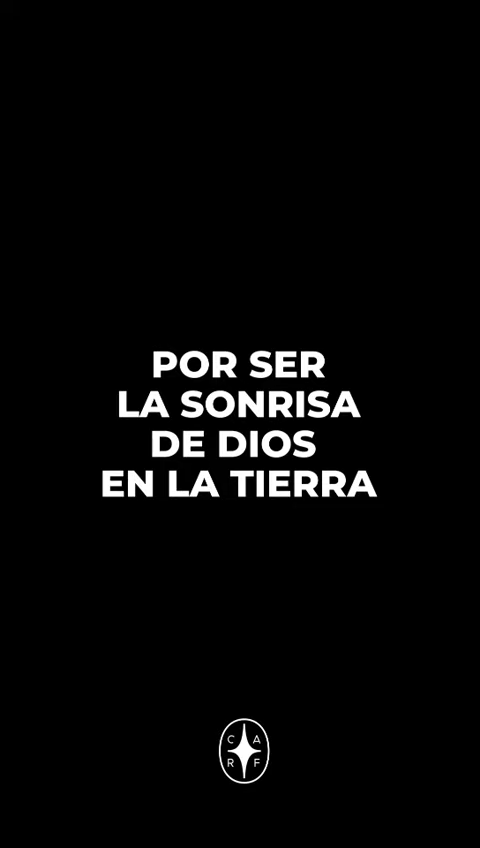 POR SER
LA SONRISA
DE DIOS
EN LA TIERRA
C A
R F